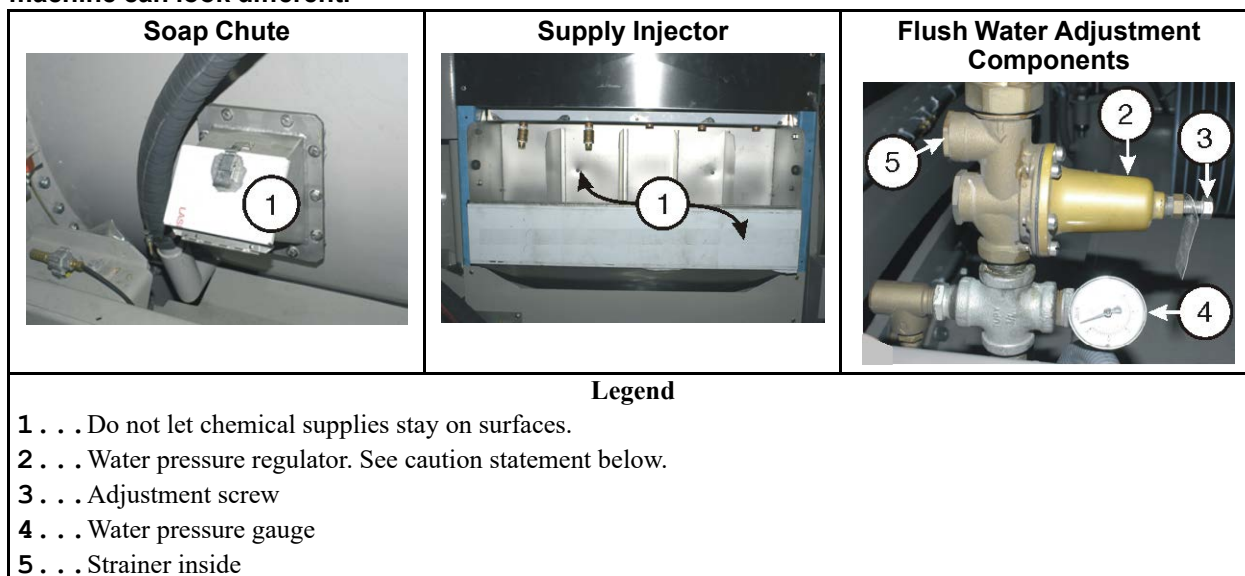 machine can look different.
Soap Chute
Supply Injector
Flush Water Adjustment
Components
1
1
2
3
5
4
Legend
1...Do not let chemical supplies stay on surfaces.
2...Water pressure regulator. See caution statement below.
3...Adjustment screw
4...Water pressure gauge
5...Strainer inside